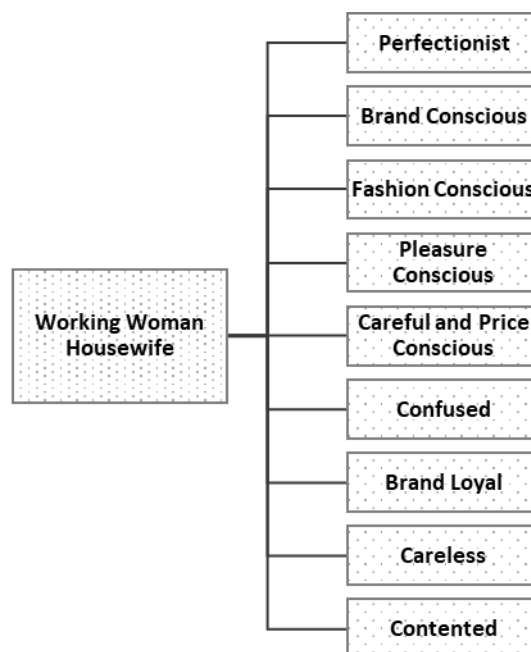 Perfectionist
Brand Conscious
Fashion Conscious
Pleasure
Conscious
Working Woman
Housewife
Careful and Price
Conscious
Confused
Brand Loyal
Careless
Contented